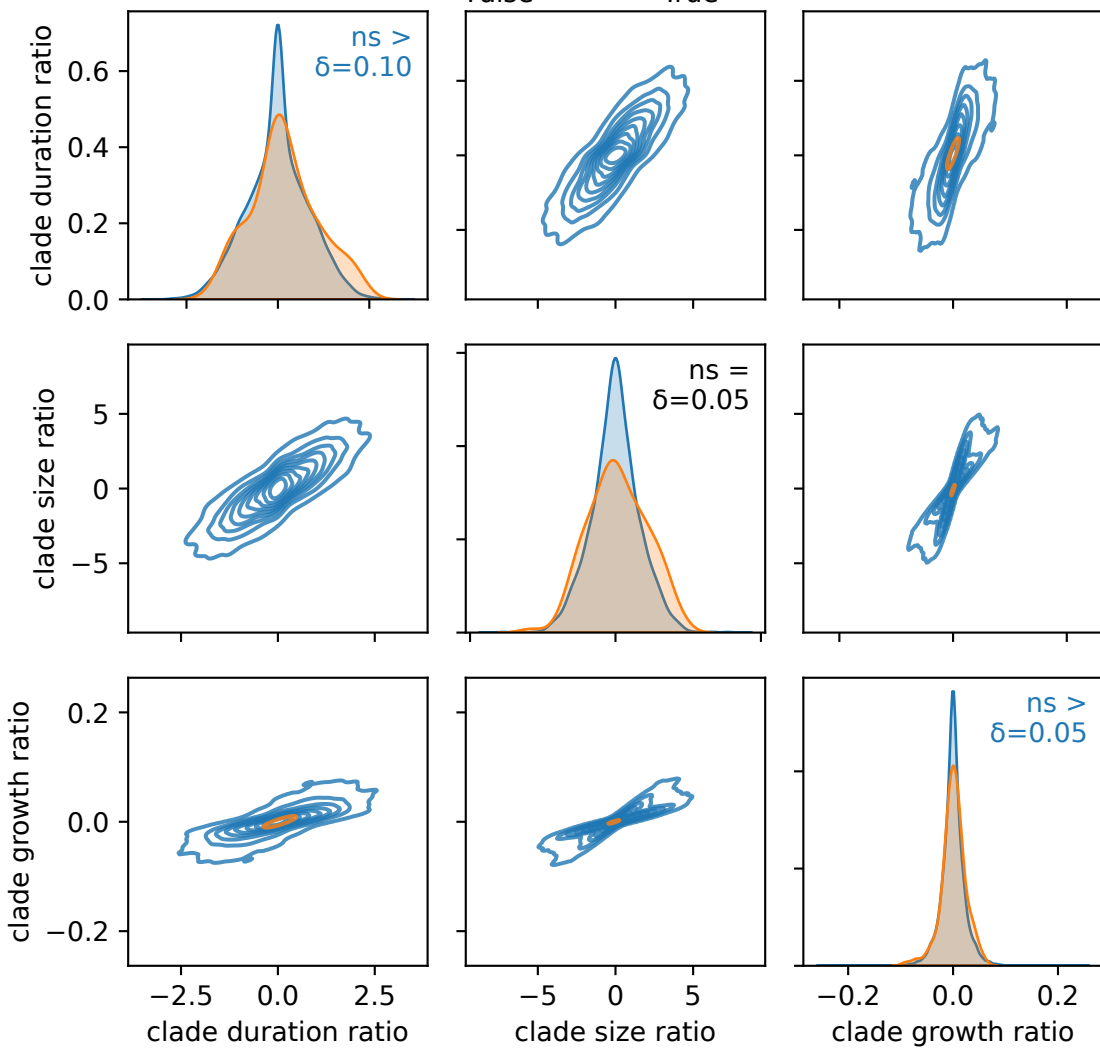 ns >
δ=0.10
clade duration ratio
0.6
0.4
0.2
0.0
ns =
δ=0.05
clade size ratio
5
0
−5
ns >
δ=0.05
clade growth ratio
0.2
0.0
−0.2
−2.5 0.0 2.5
−5 0 5
−0.2 0.0 0.2
clade duration ratio
clade size ratio
clade growth ratio